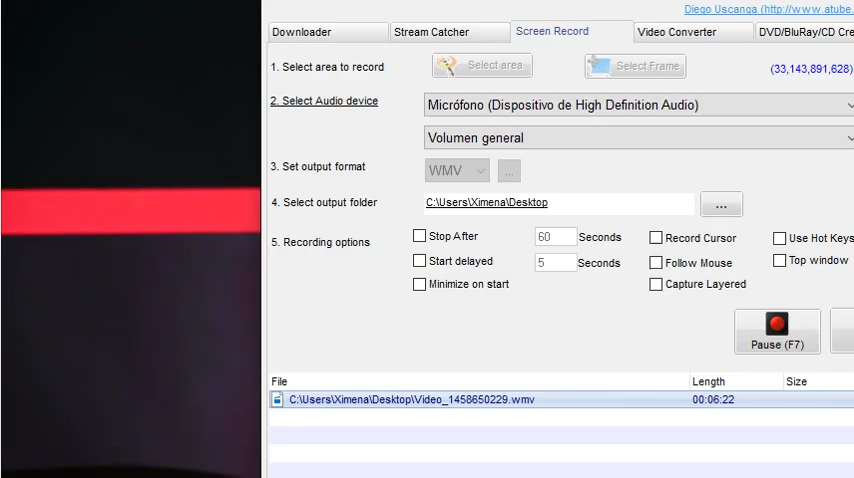 Diego Uscanga (http://www.atube.
Downloader Stream Catcher Screen Record Video Converter DVD/BluRay/CD Cre
1. Select area to record Select area Select Frame (33,143,891,628)
2. Select Audio device Micrófono (Dispositivo de High Definition Audio)
Volumen general
3. Set output format WMV ...
4. Select output folder C:\Users\Ximena\Desktop ...
5. Recording options Stop After 60 Seconds Record Cursor Use Hot Keys
Start delayed 5 Seconds Follow Mouse Top window
Minimize on start Capture Layered
Pause (F7)
File Length Size
C:\Users\Ximena\Desktop\Video_1458650229.wmv 00:06:22